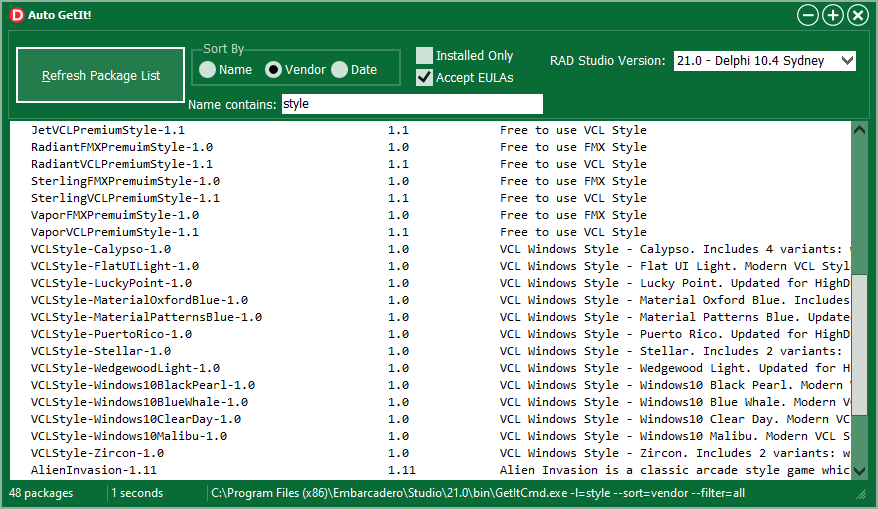 D Auto GetIt!
Refresh Package List
Sort By
Name Vendor Date
Installed Only
Accept EULAs
RAD Studio Version: 21.0 - Delphi 10.4 Sydney
Name contains: style
JetVCLPremiumStyle-1.1 1.1 Free to use VCL Style
RadiantFMXPremuimStyle-1.0 1.0 Free to use FMX Style
RadiantVCLPremiumStyle-1.1 1.1 Free to use VCL Style
SterlingFMXPremuimStyle-1.0 1.0 Free to use FMX Style
SterlingVCLPremiumStyle-1.1 1.1 Free to use VCL Style
VaporFMXPremuimStyle-1.0 1.0 Free to use FMX Style
VaporVCLPremiumStyle-1.1 1.1 Free to use VCL Style
VCLStyle-Calypso-1.0 1.0 VCL Windows Style - Calypso. Includes 4 variants: w
VCLStyle-FlatUILight-1.0 1.0 VCL Windows Style - Flat UI Light. Modern VCL Styl
VCLStyle-LuckyPoint-1.0 1.0 VCL Windows Style - Lucky Point. Updated for HighD
VCLStyle-MaterialOxfordBlue-1.0 1.0 VCL Windows Style - Material Oxford Blue. Includes
VCLStyle-MaterialPatternsBlue-1.0 1.0 VCL Windows Style - Material Patterns Blue. Update
VCLStyle-PuertoRico-1.0 1.0 VCL Windows Style - Puerto Rico. Updated for HighD
VCLStyle-Stellar-1.0 1.0 VCL Windows Style - Stellar. Includes 2 variants:
VCLStyle-WedgewoodLight-1.0 1.0 VCL Windows Style - Wedgewood Light. Updated for H
VCLStyle-Windows10BlackPearl-1.0 1.0 VCL Windows Style - Windows10 Black Pearl. Modern V
VCLStyle-Windows10BlueWhale-1.0 1.0 VCL Windows Style - Windows10 Blue Whale. Modern VC
VCLStyle-Windows10ClearDay-1.0 1.0 VCL Windows Style - Windows10 Clear Day. Modern VCL
VCLStyle-Windows10Malibu-1.0 1.0 VCL Windows Style - Windows10 Malibu. Modern VCL S
VCLStyle-Zircon-1.0 1.0 VCL Windows Style - Zircon. Includes 2 variants: w
AlienInvasion-1.11 1.11 Alien Invasion is a classic arcade style game whic
48 packages 1 seconds C:\Program Files (x86)\Embarcadero\Studio\21.0\bin\GetItCmd.exe -l=style --sort=vendor --filter=all